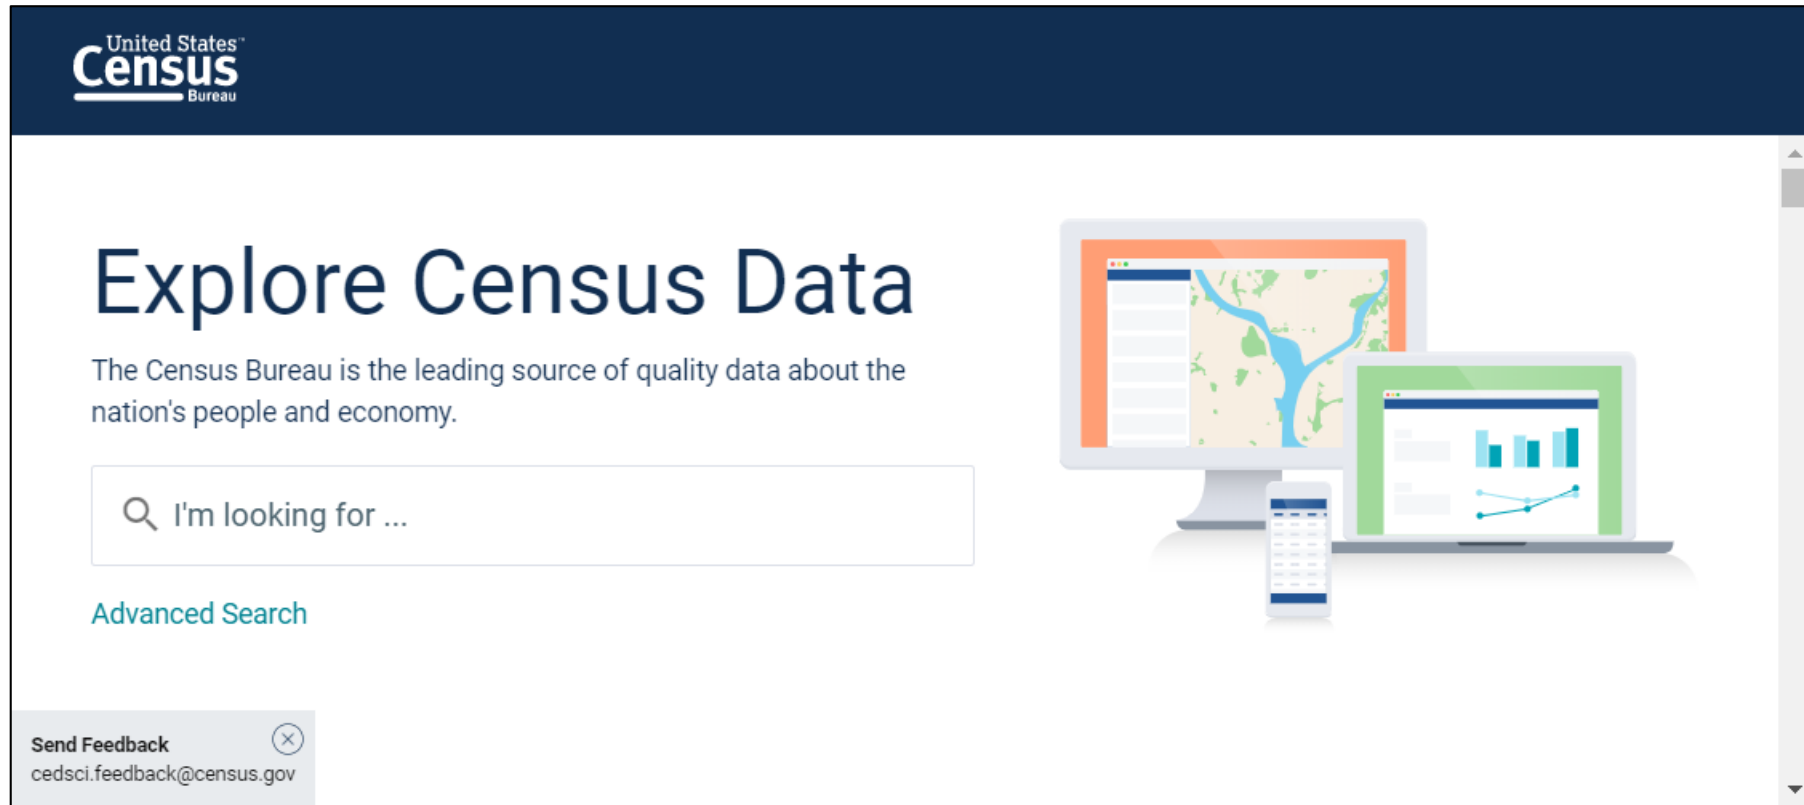 United States™
Census
Bureau
Explore Census Data
The Census Bureau is the leading source of quality data about the
nation's people and economy.
I'm looking for ...
Advanced Search
Send Feedback
cedsci.feedback@census.gov